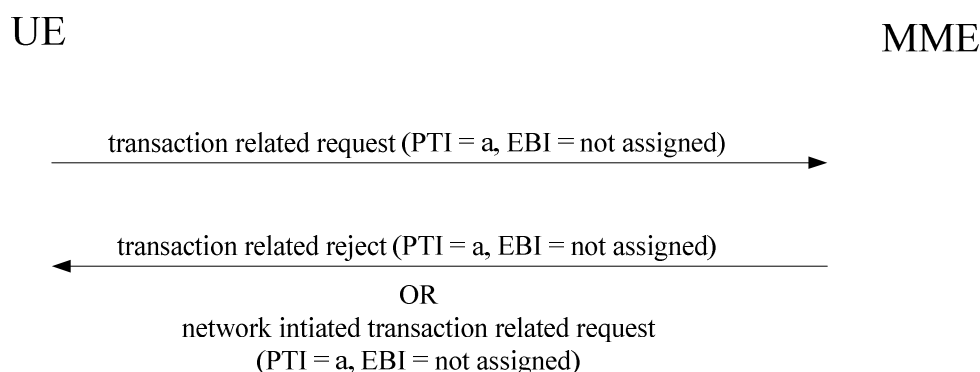 UE
MME
transaction related request (PTI = a, EBI = not assigned)
transaction related reject (PTI = a, EBI = not assigned)
OR
network intiated transaction related request
(PTI = a, EBI = not assigned)